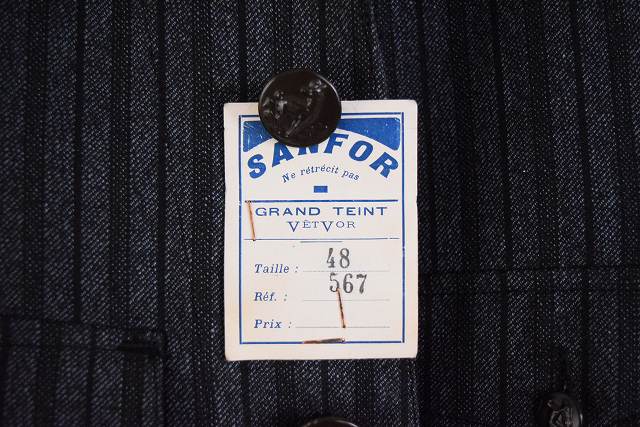 SANFOR
Ne rétrécit pas
GRAND TEINT
VÊTVOR
Taille : 48
Réf. : 567
Prix :